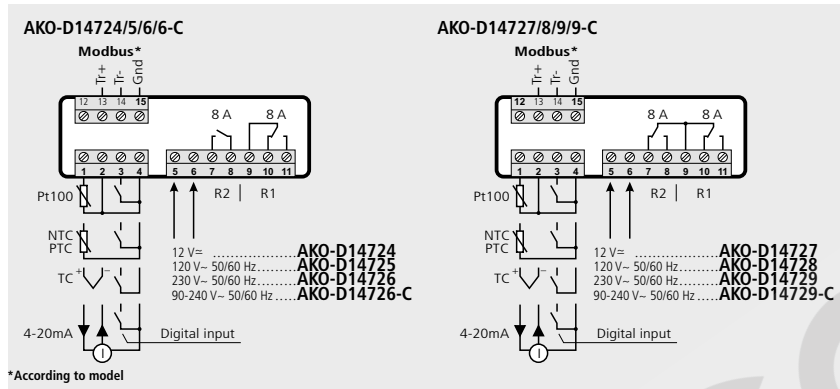 AKO-D14724/5/6/6-C
Modbus*
Tr+ Tr- Gnd
12 13 14 15
8 A 8 A
1 2 3 4 5 6 7 8 9 10 11
Pt100
R2 | R1
NTC
PTC
12 V≂ ........ AKO-D14724
120 V~ 50/60 Hz ........ AKO-D14725
TC + –
230 V~ 50/60 Hz ........ AKO-D14726
90-240 V~ 50/60 Hz ..... AKO-D14726-C
4-20mA
Digital input
I
*According to model
AKO-D14727/8/9/9-C
Modbus*
Tr+ Tr- Gnd
12 13 14 15
8 A 8 A
1 2 3 4 5 6 7 8 9 10 11
Pt100
R2 | R1
NTC
PTC
12 V≂ ........ AKO-D14727
120 V~ 50/60 Hz ........ AKO-D14728
TC + –
230 V~ 50/60 Hz ........ AKO-D14729
90-240 V~ 50/60 Hz ..... AKO-D14729-C
4-20mA
Digital input
I